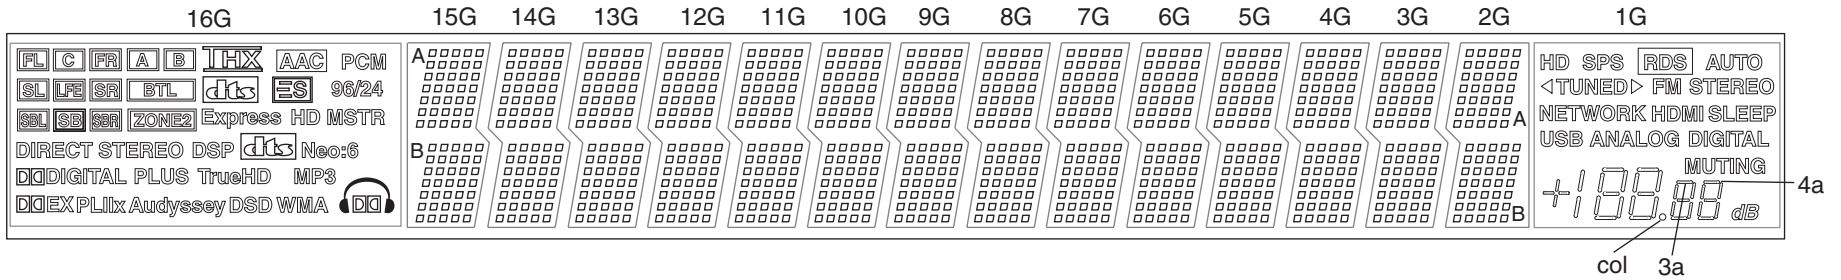 16G 15G 14G 13G 12G 11G 10G 9G 8G 7G 6G 5G 4G 3G 2G 1G
FL C FR A B THX AAC PCM
SL LFE SR BTL dts ES 96/24
SBL SB SBR ZONE2 Express HD MSTR
DIRECT STEREO DSP dts Neo:6
DIGITAL PLUS TrueHD MP3
EX PLIIx Audyssey DSD WMA
A
B
A
B
HD SPS RDS AUTO
TUNED FM STEREO
NETWORK HDMI SLEEP
USB ANALOG DIGITAL
MUTING
+188.88 dB
4a
col 3a